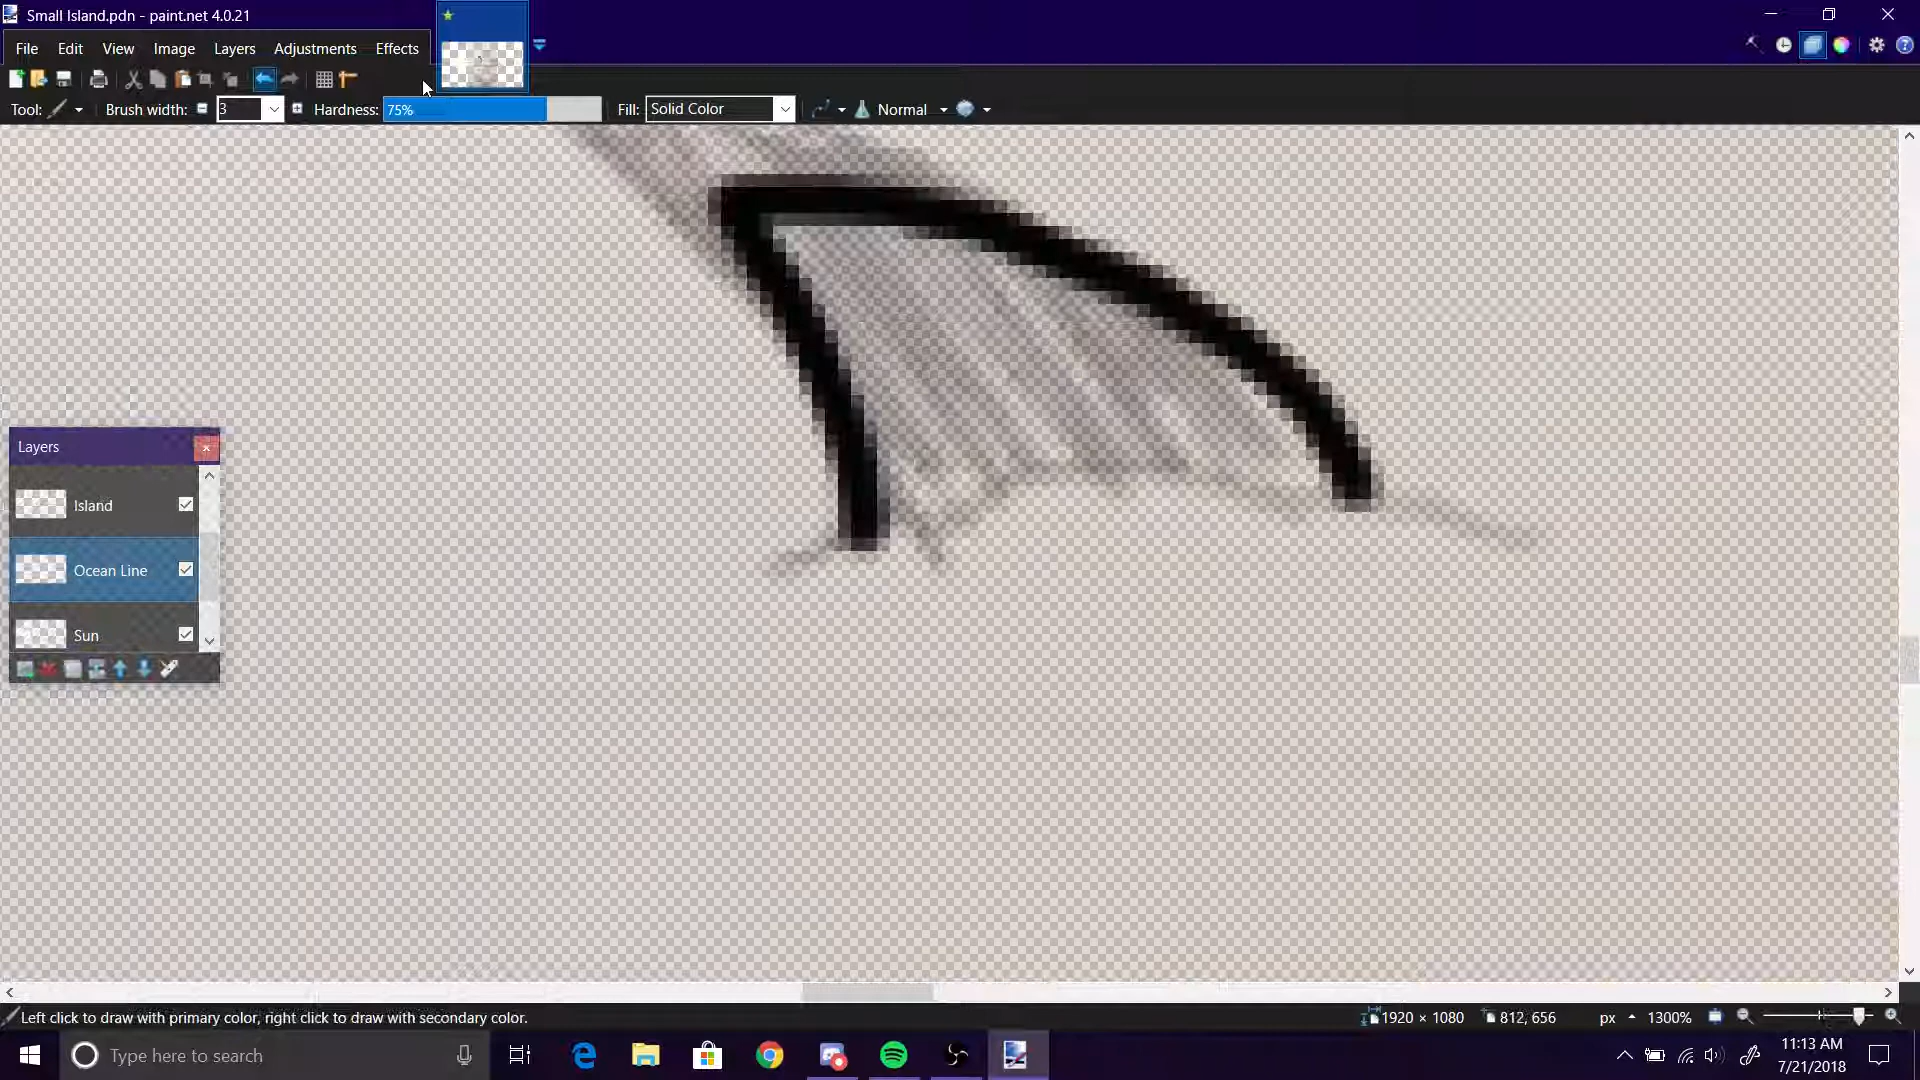 Small Island.pdn - paint.net 4.0.21
File Edit View Image Layers Adjustments Effects
Tool: Brush width: 3 Hardness: 75% Fill: Solid Color Normal
Layers
Island
Ocean Line
Sun
Left click to draw with primary color, right click to draw with secondary color. 1920 × 1080 812, 656 px 1300%
Type here to search
11:13 AM
7/21/2018